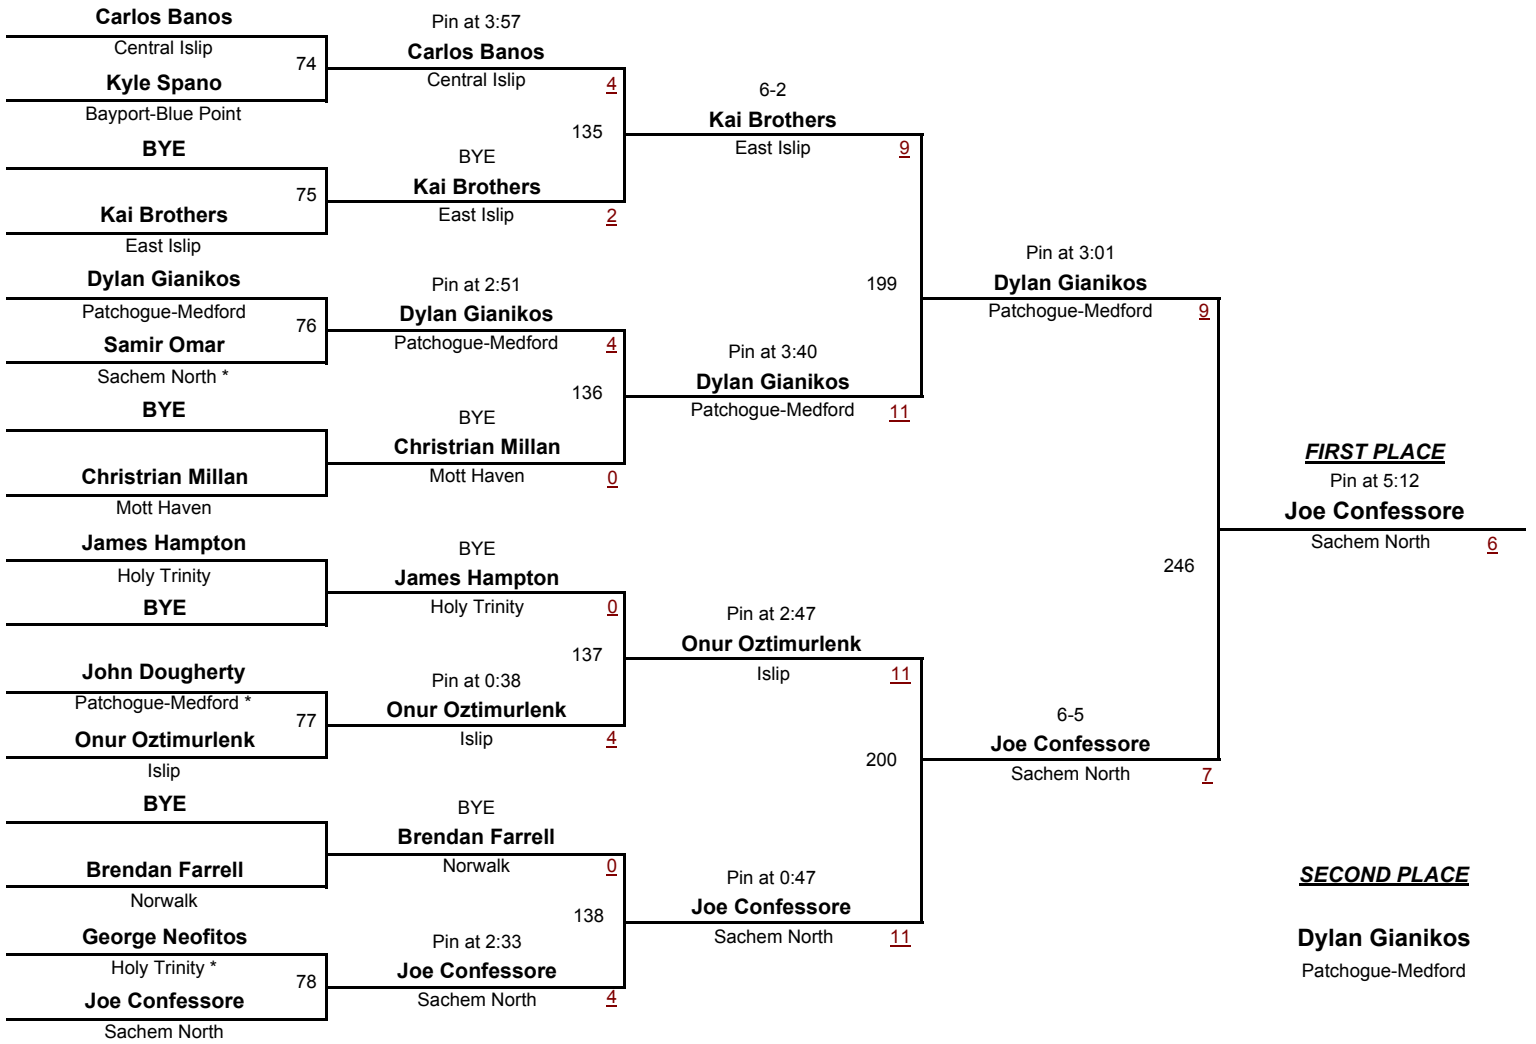 Carlos Banos
Central Islip
74
Kyle Spano
Bayport-Blue Point
BYE
75
Kai Brothers
East Islip
Dylan Gianikos
Patchogue-Medford
76
Samir Omar
Sachem North *
BYE
Christrian Millan
Mott Haven
James Hampton
Holy Trinity
BYE
John Dougherty
Patchogue-Medford *
77
Onur Oztimurlenk
Islip
BYE
Brendan Farrell
Norwalk
George Neofitos
Holy Trinity *
78
Joe Confessore
Sachem North
Pin at 3:57
Carlos Banos
Central Islip
4
135
BYE
Kai Brothers
East Islip
2
Pin at 2:51
Dylan Gianikos
Patchogue-Medford
4
136
BYE
Christrian Millan
Mott Haven
0
BYE
James Hampton
Holy Trinity
0
137
Pin at 0:38
Onur Oztimurlenk
Islip
4
BYE
Brendan Farrell
Norwalk
0
138
Pin at 2:33
Joe Confessore
Sachem North
4
6-2
Kai Brothers
East Islip
9
199
Pin at 3:40
Dylan Gianikos
Patchogue-Medford
11
Pin at 2:47
Onur Oztimurlenk
Islip
11
200
Pin at 0:47
Joe Confessore
Sachem North
11
Pin at 3:01
Dylan Gianikos
Patchogue-Medford
9
246
6-5
Joe Confessore
Sachem North
7
FIRST PLACE
Pin at 5:12
Joe Confessore
Sachem North
6
SECOND PLACE
Dylan Gianikos
Patchogue-Medford